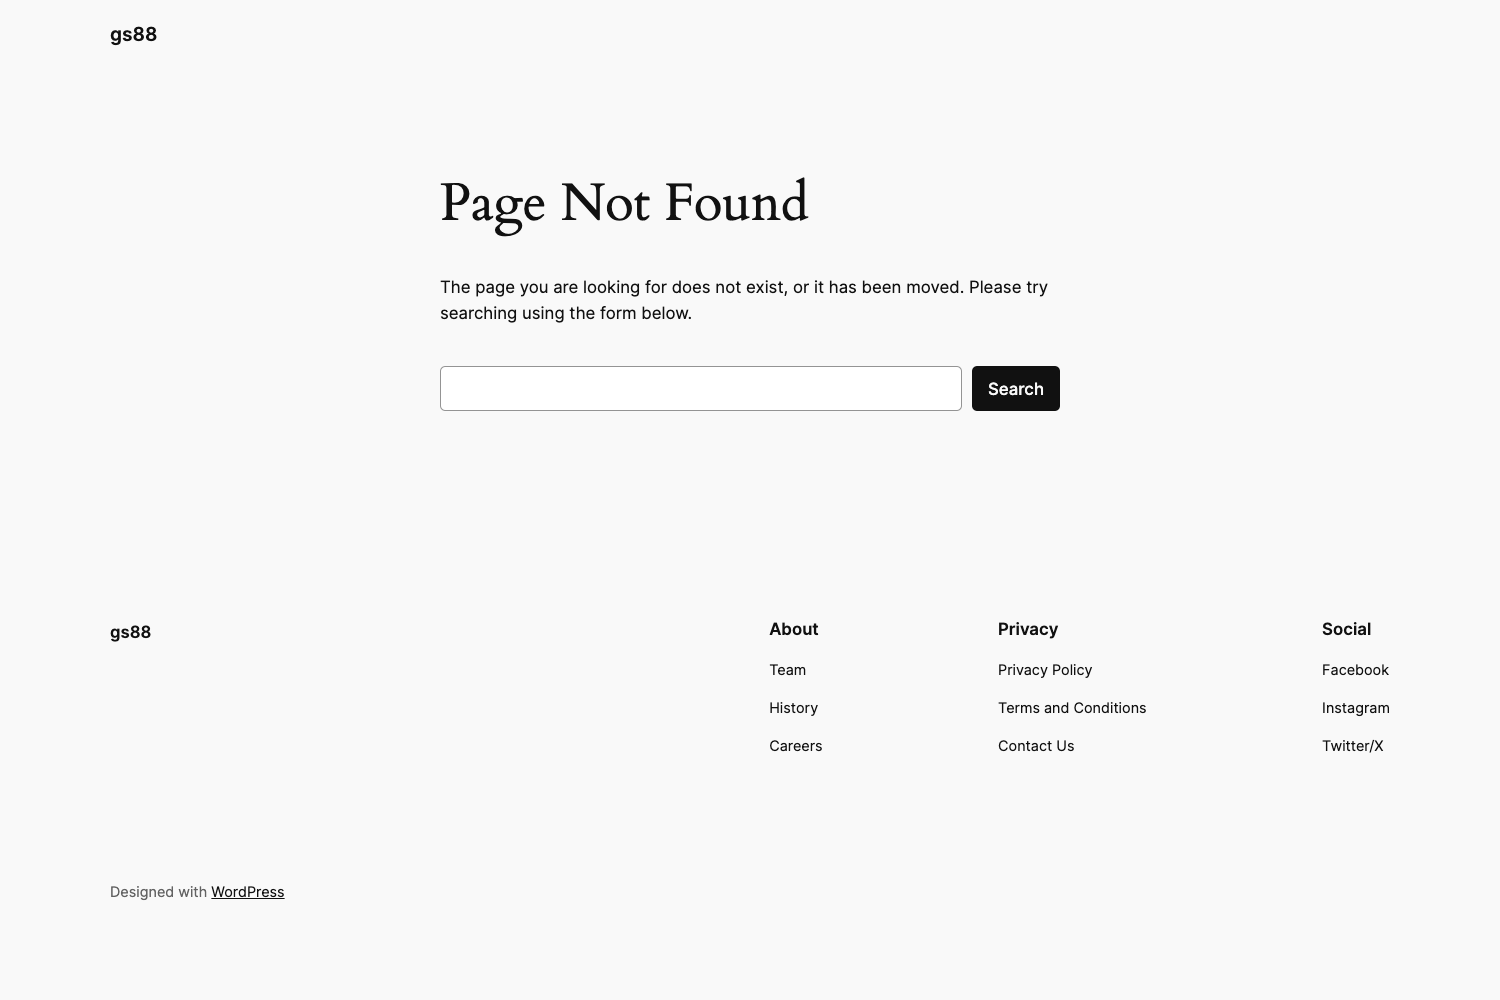 gs88
Page Not Found
The page you are looking for does not exist, or it has been moved. Please try
searching using the form below.
Search
gs88
About
Team
History
Careers
Privacy
Privacy Policy
Terms and Conditions
Contact Us
Social
Facebook
Instagram
Twitter/X
Designed with WordPress